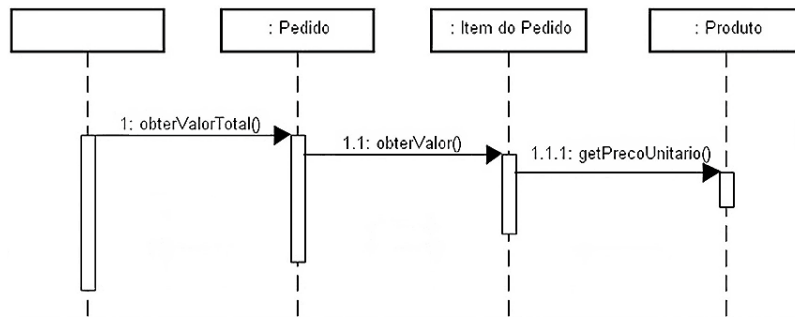 : Pedido
: Item do Pedido
: Produto
1: obterValorTotal()
1.1: obterValor()
1.1.1: getPrecoUnitario()